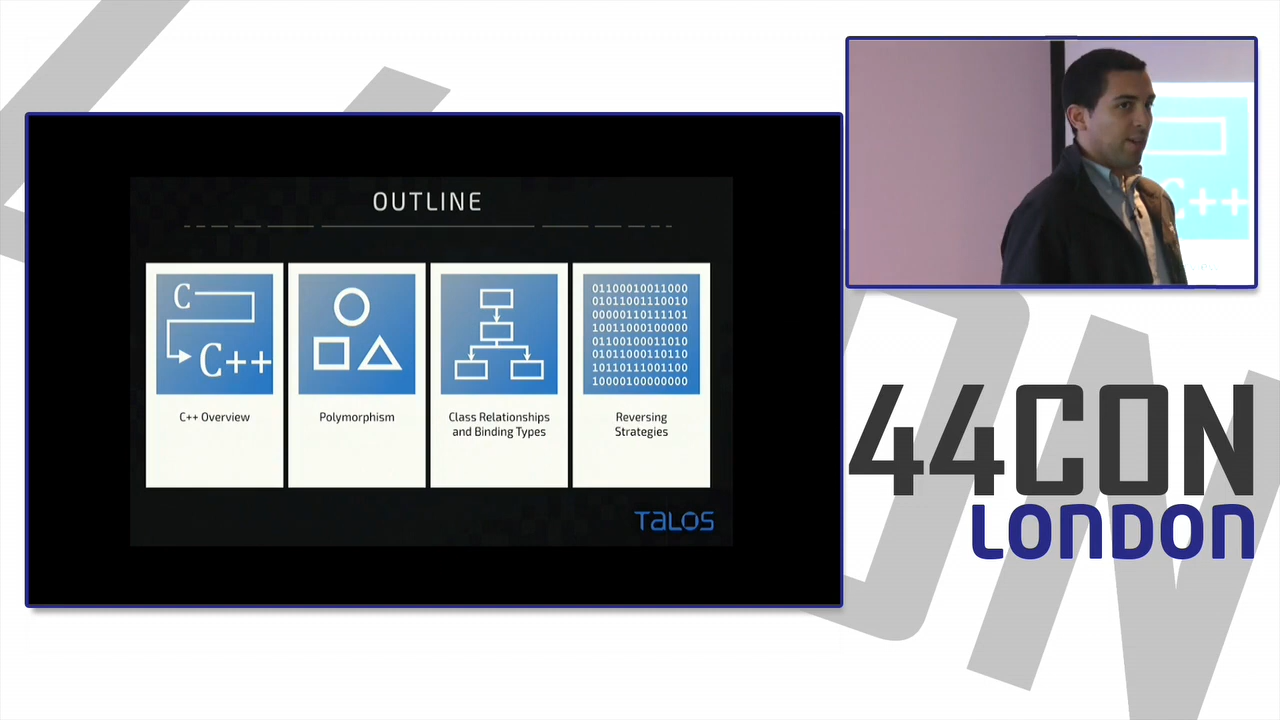 OUTLINE
C
C++
C++ Overview
Polymorphism
Class Relationships
and Binding Types
01100010011000
01011001110010
00000110111101
10011000100000
01100100011010
01011000110110
10110111001100
10000100000000
Reversing
Strategies
TALOS
C++
44CON
LONDON